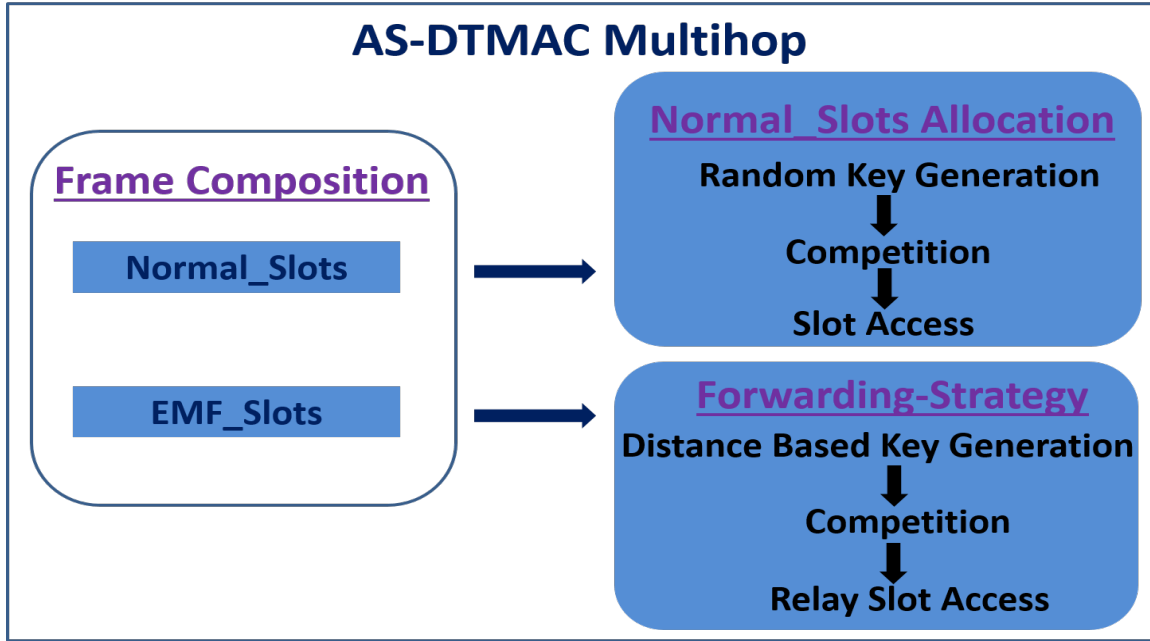 AS-DTMAC Multihop
Frame Composition
Normal_Slots
EMF_Slots
Normal_Slots Allocation
Random Key Generation
Competition
Slot Access
Forwarding-Strategy
Distance Based Key Generation
Competition
Relay Slot Access